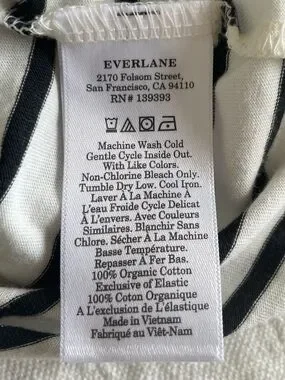 EVERLANE
2170 Folsom Street,
San Francisco, CA 94110
RN# 139393
Machine Wash Cold
Gentle Cycle Inside Out.
With Like Colors.
Non-Chlorine Bleach Only.
Tumble Dry Low. Cool Iron.
Laver À La Machine À
L'eau Froide Cycle Delicat
À L'envers. Avec Couleurs
Similaires. Blanchir Sans
Chlore. Sécher À La Machine
Basse Température.
Repasser À Fer Bas.
100% Organic Cotton
Exclusive of Elastic
100% Coton Organique
A L'exclusion De L'élastique
Made in Vietnam
Fabriqué au Viêt-Nam